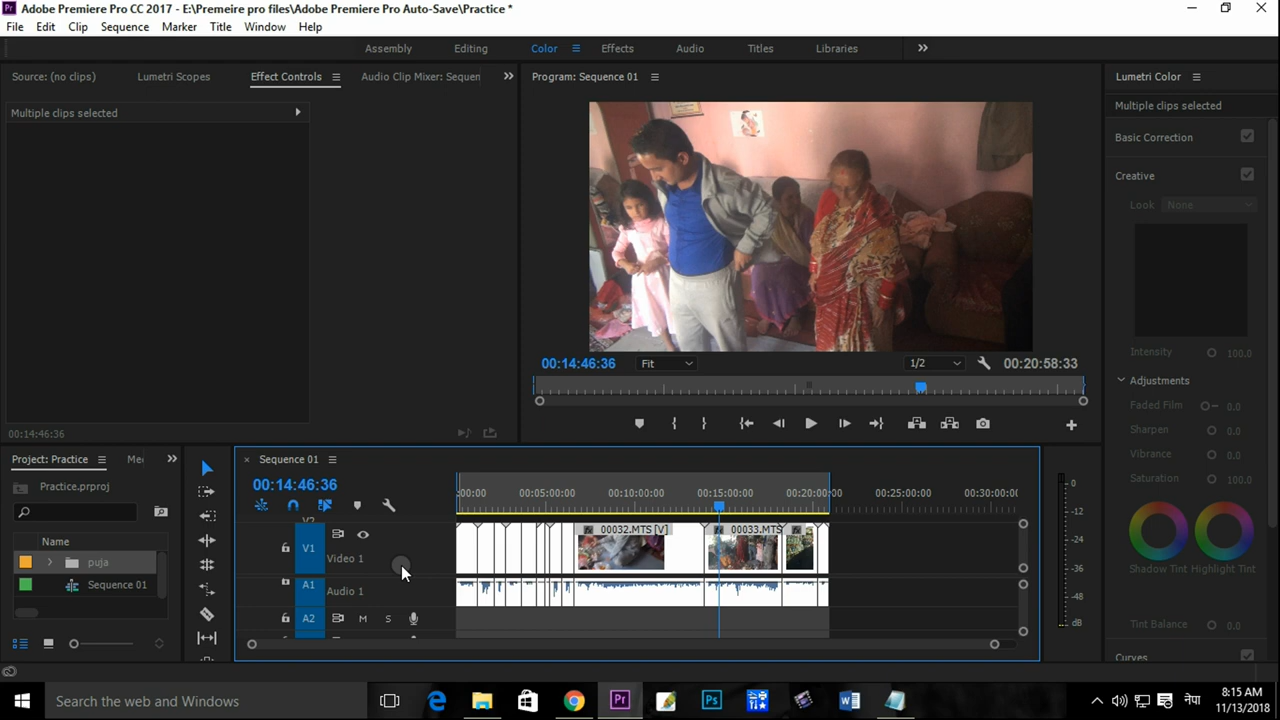 Adobe Premiere Pro CC 2017 - E:\Premeire pro files\Adobe Premiere Pro Auto-Save\Practice *
File Edit Clip Sequence Marker Title Window Help
Assembly Editing Color Effects Audio Titles Libraries
Source: (no clips) Lumetri Scopes Effect Controls Audio Clip Mixer: Sequen
Program: Sequence 01
Lumetri Color
Multiple clips selected
Multiple clips selected
Basic Correction
Creative
Look None
Intensity 100.0
Adjustments
Faded Film 0.0
Sharpen 0.0
Vibrance 0.0
Saturation 100.0
Shadow Tint Highlight Tint
Tint Balance 0.0
Curves
00:14:46:36 Fit 1/2 00:20:58:33
00:14:46:36
Project: Practice Me
Practice.prproj
Name
puja
Sequence 01
× Sequence 01
00:14:46:36
:00:00 00:05:00:00 00:10:00:00 00:15:00:00 00:20:00:00 00:25:00:00 00:30:00:00
V2
V1 Video 1
00032.MTS [V] 00033.MTS
A1 Audio 1
A2 M S
0
-12
-24
-36
-48
dB
Search the web and Windows
Pr Ps नेपा
8:15 AM
11/13/2018